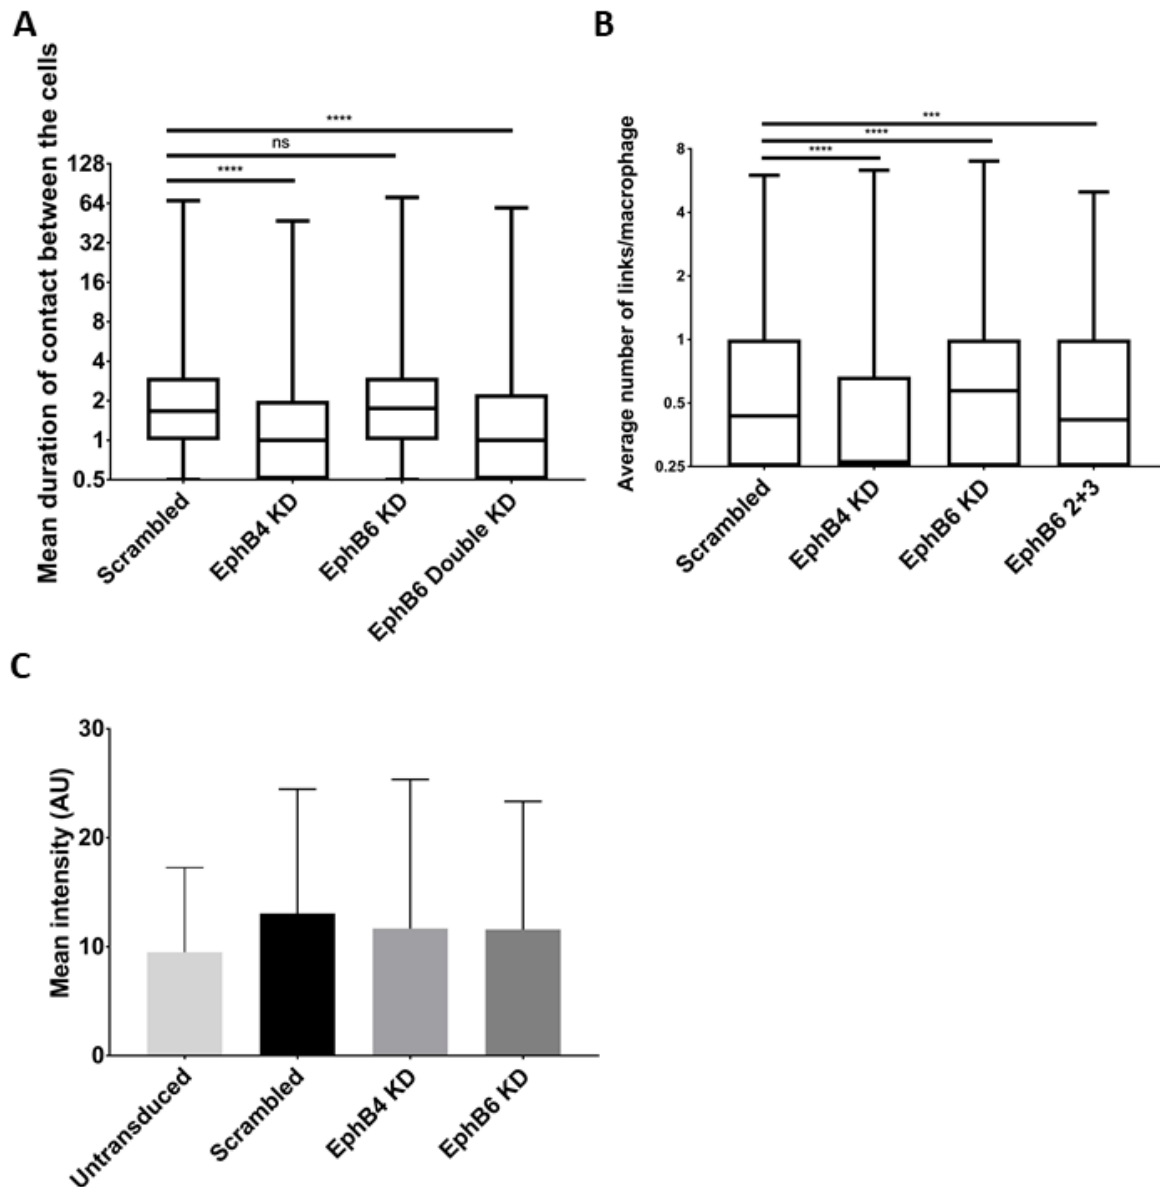 A
Mean duration of contact between the cells
128
64
32
16
8
4
2
1
0.5
****
ns
****
Scrambled
EphB4 KD
EphB6 KD
EphB6 Double KD
B
Average number of links/macrophage
8
4
2
1
0.5
0.25
***
****
****
Scrambled
EphB4 KD
EphB6 KD
EphB6 2+3
C
Mean intensity (AU)
30
20
10
0
Untransduced
Scrambled
EphB4 KD
EphB6 KD